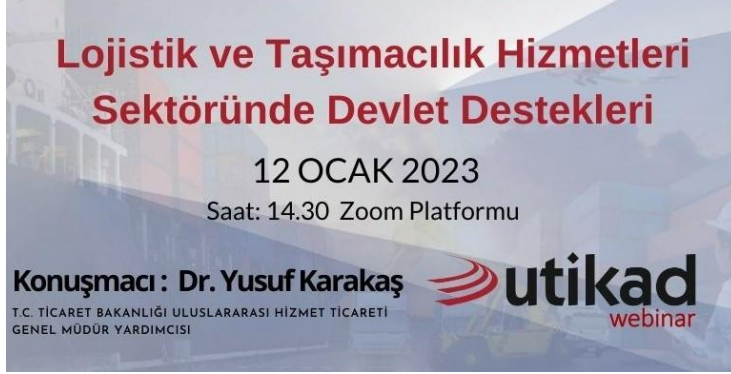 Lojistik ve Taşımacılık Hizmetleri
Sektöründe Devlet Destekleri
12 OCAK 2023
Saat: 14.30 Zoom Platformu
Konuşmacı : Dr. Yusuf Karakaş
T.C. TİCARET BAKANLIĞI ULUSLARARASI HİZMET TİCARETİ
GENEL MÜDÜR YARDIMCISI
utikad
webinar